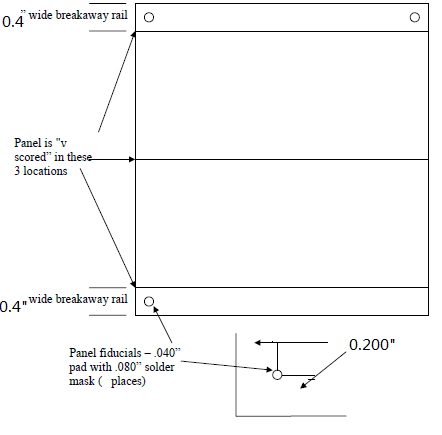 0.4” wide breakaway rail
Panel is "v
scored” in these
3 locations
0.4" wide breakaway rail
Panel fiducials – .040”
pad with .080” solder
mask ( places)
0.200"